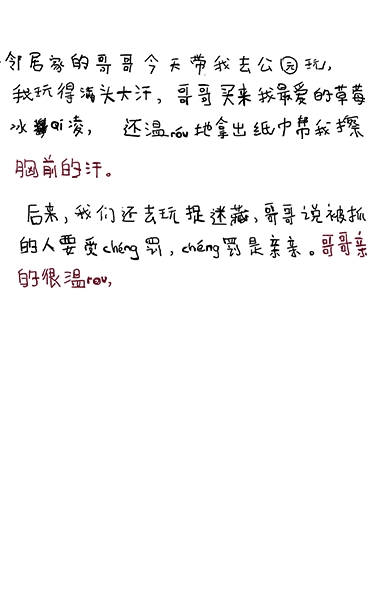 邻居家的哥哥今天带我去公园玩,
我玩得满头大汗,哥哥买来我最爱的草莓
冰qi凌,还温róu地拿出纸巾帮我擦
胸前的汗。
后来,我们还去玩捉迷藏,哥哥说被抓
的人要受chéng罚,chéng罚是亲亲。哥哥亲
的很温rou,